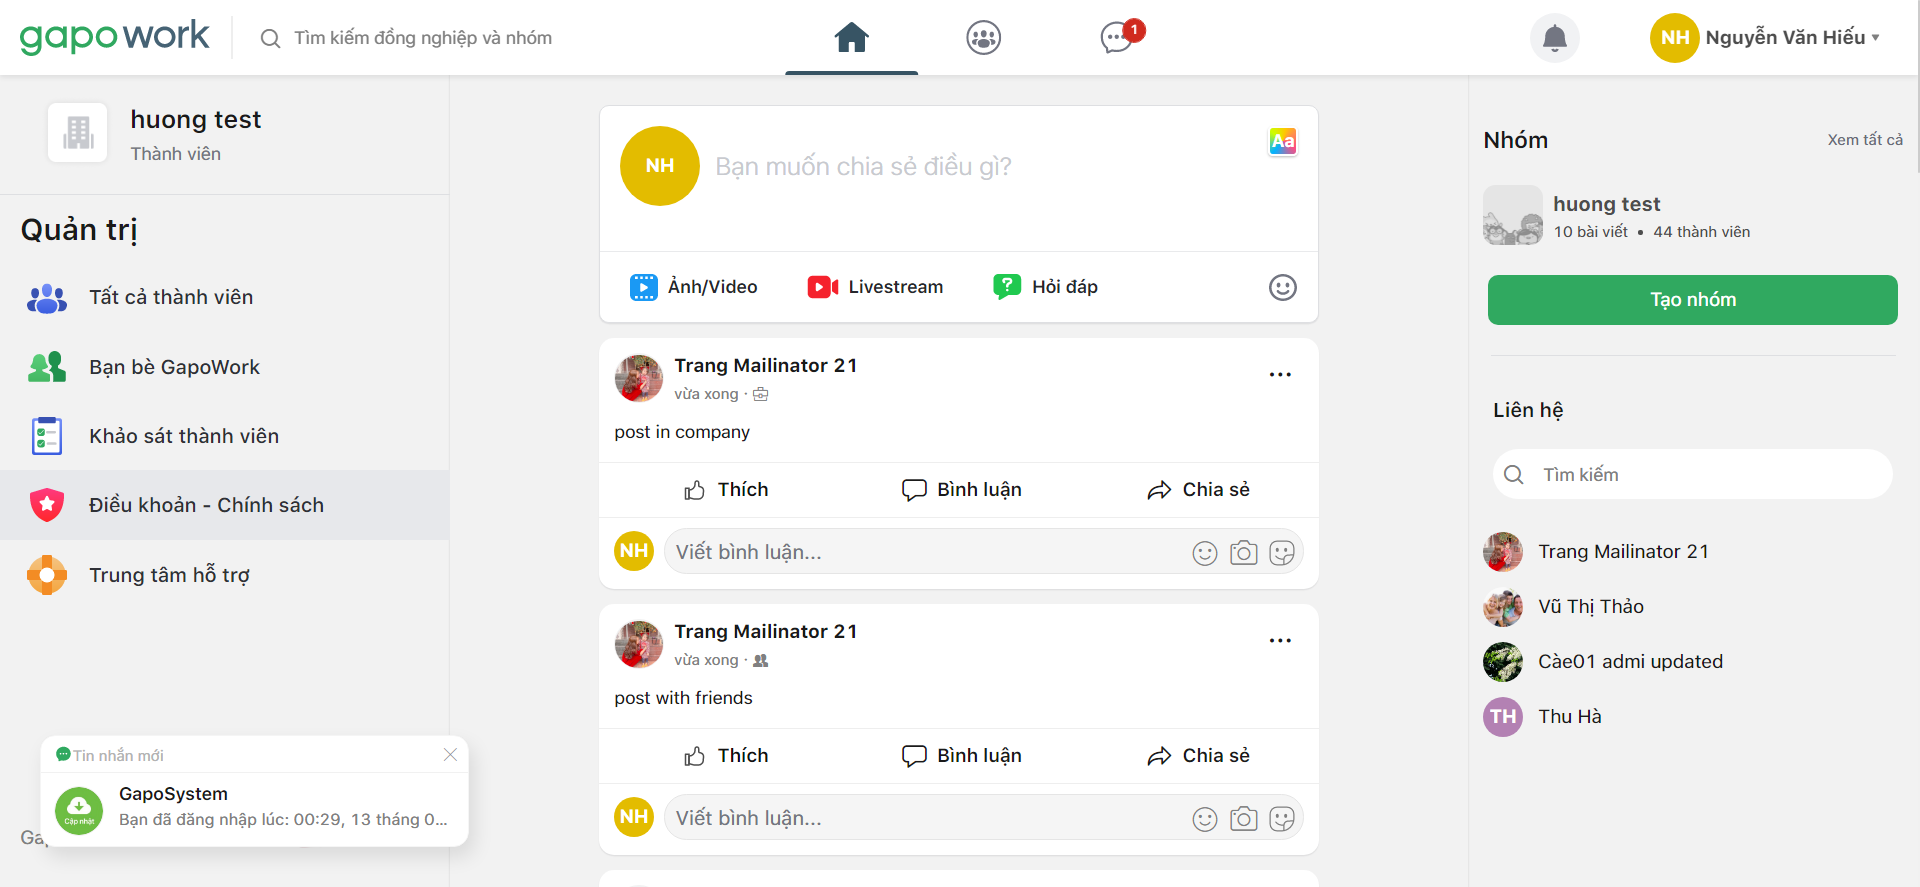 gapowork
Tìm kiếm đồng nghiệp và nhóm
1
NH Nguyễn Văn Hiếu
huong test
Thành viên
Quản trị
Tất cả thành viên
Bạn bè GapoWork
Khảo sát thành viên
Điều khoản - Chính sách
Trung tâm hỗ trợ
Tin nhắn mới
GapoSystem
Bạn đã đăng nhập lúc: 00:29, 13 tháng 0...
Cập nhật
NH
Bạn muốn chia sẻ điều gì?
Aa
Ảnh/Video
Livestream
Hỏi đáp
Trang Mailinator 21
vừa xong ·
post in company
Thích
Bình luận
Chia sẻ
NH
Viết bình luận...
Trang Mailinator 21
vừa xong ·
post with friends
Thích
Bình luận
Chia sẻ
NH
Viết bình luận...
Nhóm
Xem tất cả
huong test
10 bài viết • 44 thành viên
Tạo nhóm
Liên hệ
Tìm kiếm
Trang Mailinator 21
Vũ Thị Thảo
Càe01 admi updated
TH Thu Hà